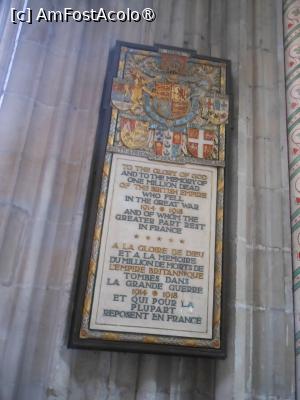 [c] AmFostAcolo®
TO THE GLORY OF GOD
AND TO THE MEMORY OF
ONE MILLION DEAD
OF THE BRITISH EMPIRE
WHO FELL
IN THE GREAT WAR
1914 * 1918
AND OF WHOM THE
GREATER PART REST
IN FRANCE
* * * * *
A LA GLOIRE DE DIEU
ET A LA MEMOIRE
DU MILLION DE MORTS DE
L'EMPIRE BRITANNIQUE
TOMBES DANS
LA GRANDE GUERRE
1914 * 1918
ET QUI POUR LA
PLUPART
REPOSENT EN FRANCE